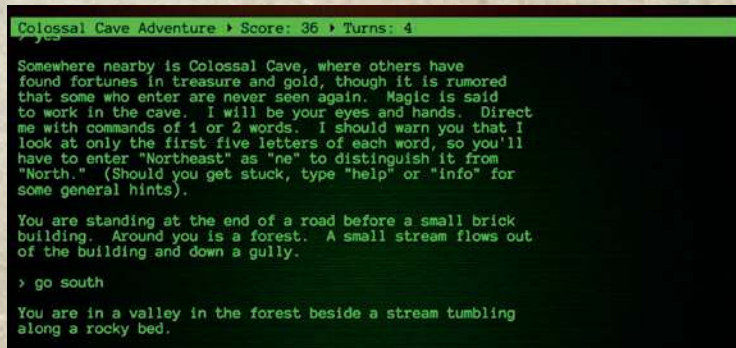 Colossal Cave Adventure › Score: 36 › Turns: 4
> yes
Somewhere nearby is Colossal Cave, where others have
found fortunes in treasure and gold, though it is rumored
that some who enter are never seen again.  Magic is said
to work in the cave.  I will be your eyes and hands.  Direct
me with commands of 1 or 2 words.  I should warn you that I
look at only the first five letters of each word, so you'll
have to enter "Northeast" as "ne" to distinguish it from
"North."  (Should you get stuck, type "help" or "info" for
some general hints).
You are standing at the end of a road before a small brick
building.  Around you is a forest.  A small stream flows out
of the building and down a gully.
> go south
You are in a valley in the forest beside a stream tumbling
along a rocky bed.